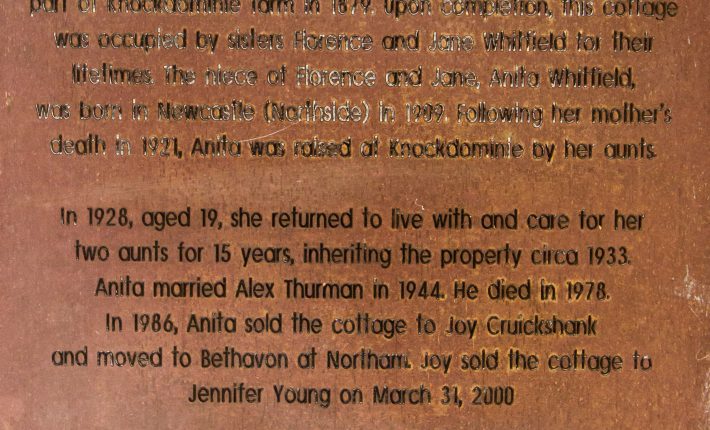 part of Knockdominie farm in 1879. Upon completion, this cottage
was occupied by sisters Florence and Jane Whitfield for their
lifetimes. The niece of Florence and Jane, Anita Whitfield,
was born in Newcastle (Northside) in 1909. Following her mother's
death in 1921, Anita was raised at Knockdominie by her aunts.
In 1928, aged 19, she returned to live with and care for her
two aunts for 15 years, inheriting the property circa 1933.
Anita married Alex Thurman in 1944. He died in 1978.
In 1986, Anita sold the cottage to Joy Cruickshank
and moved to Bethavon at Northam. Joy sold the cottage to
Jennifer Young on March 31, 2000